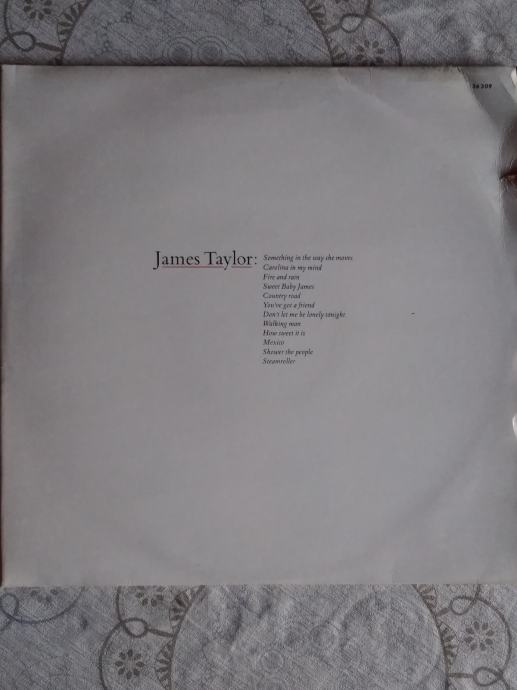 56 309
James Taylor:
Something in the way she moves
Carolina in my mind
Fire and rain
Sweet Baby James
Country road
You've got a friend
Don't let me be lonely tonight
Walking man
How sweet it is
Mexico
Shower the people
Steamroller